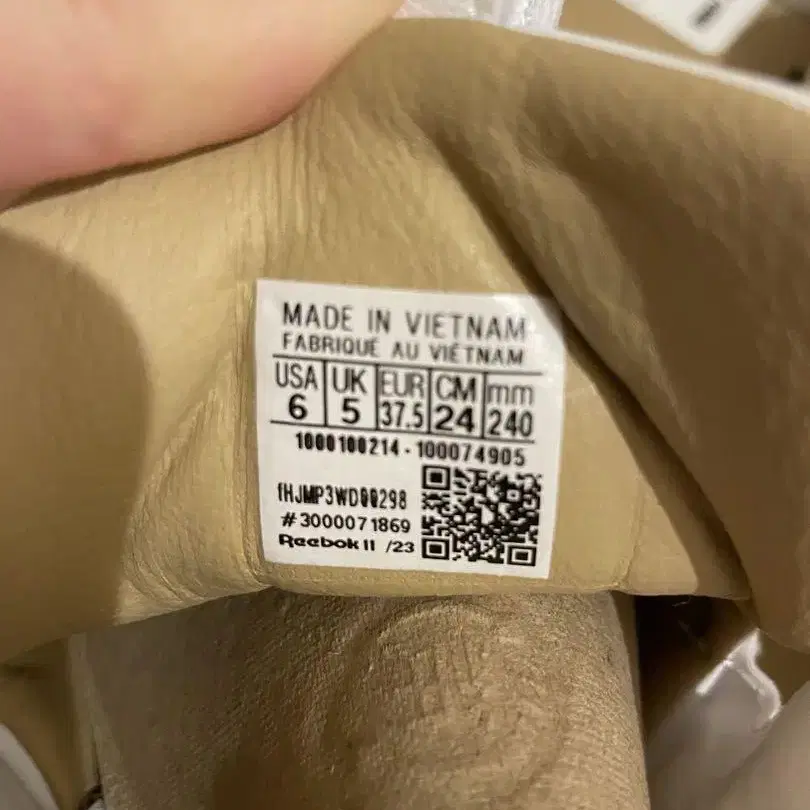 MADE IN VIETNAM
FABRIQUÉ AU VIÉTNAM
USA UK EUR CM mm
6 5 37.5 24 240
1000100214 - 100074905
fHJMP3WD00298
#3000071869
Reebok 11 /23